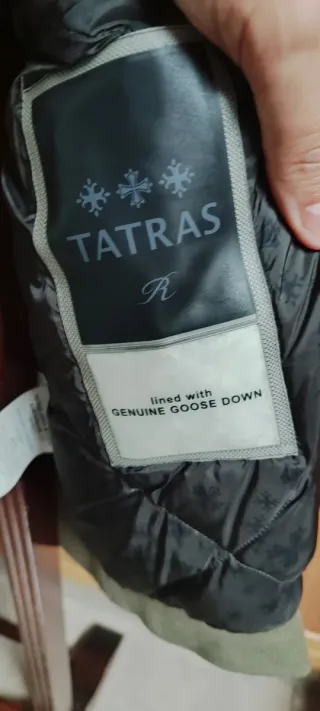 TATRAS
R
lined with
GENUINE GOOSE DOWN